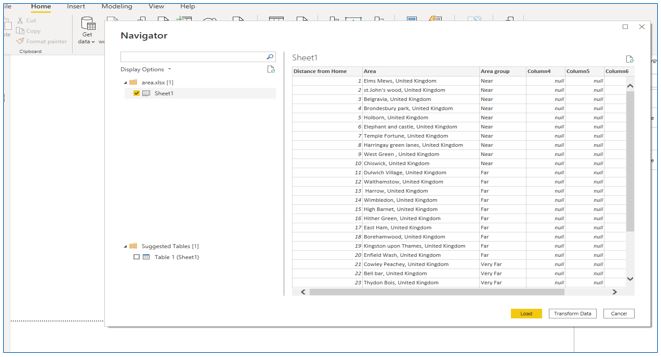 Home Insert Modeling View Help
Cut
Copy
Format painter
Clipboard
Get
data
Navigator
Display Options
area.xlsx [1]
Sheet1
Suggested Tables [1]
Table 1 (Sheet1)
Sheet1
Distance from Home Area Area group Column4 Column5 Column6
1 Elms Mews, United Kingdom Near null null
2 st John's wood, United Kingdom Near null null
3 Belgravia, United Kingdom Near null null
4 Brondesbury park, United Kingdom Near null null
5 Holborn, United Kingdom Near null null
6 Elephant and castle, United Kingdom Near null null
7 Temple Fortune, United Kingdom Near null null
8 Harringay green lanes, United Kingdom Near null null
9 West Green , United Kingdom Near null null
10 Chiswick, United Kingdom Near null null
11 Dulwich Village, United Kingdom Far null null
12 Walthamstow, United Kingdom Far null null
13 Harrow, United Kingdom Far null null
14 Wimbledon, United Kingdom Far null null
15 High Barnet, United Kingdom Far null null
16 Hither Green, United Kingdom Far null null
17 East Ham, United Kingdom Far null null
18 Borehamwood, United Kingdom Far null null
19 Kingston upon Thames, United Kingdom Far null null
20 Enfield Wash, United Kingdom Far null null
21 Cowley Peachey, United Kingdom Very Far null null
22 Bell bar, United Kingdom Very Far null null
23 Thydon Bois, United Kingdom Very Far null null
Load Transform Data Cancel